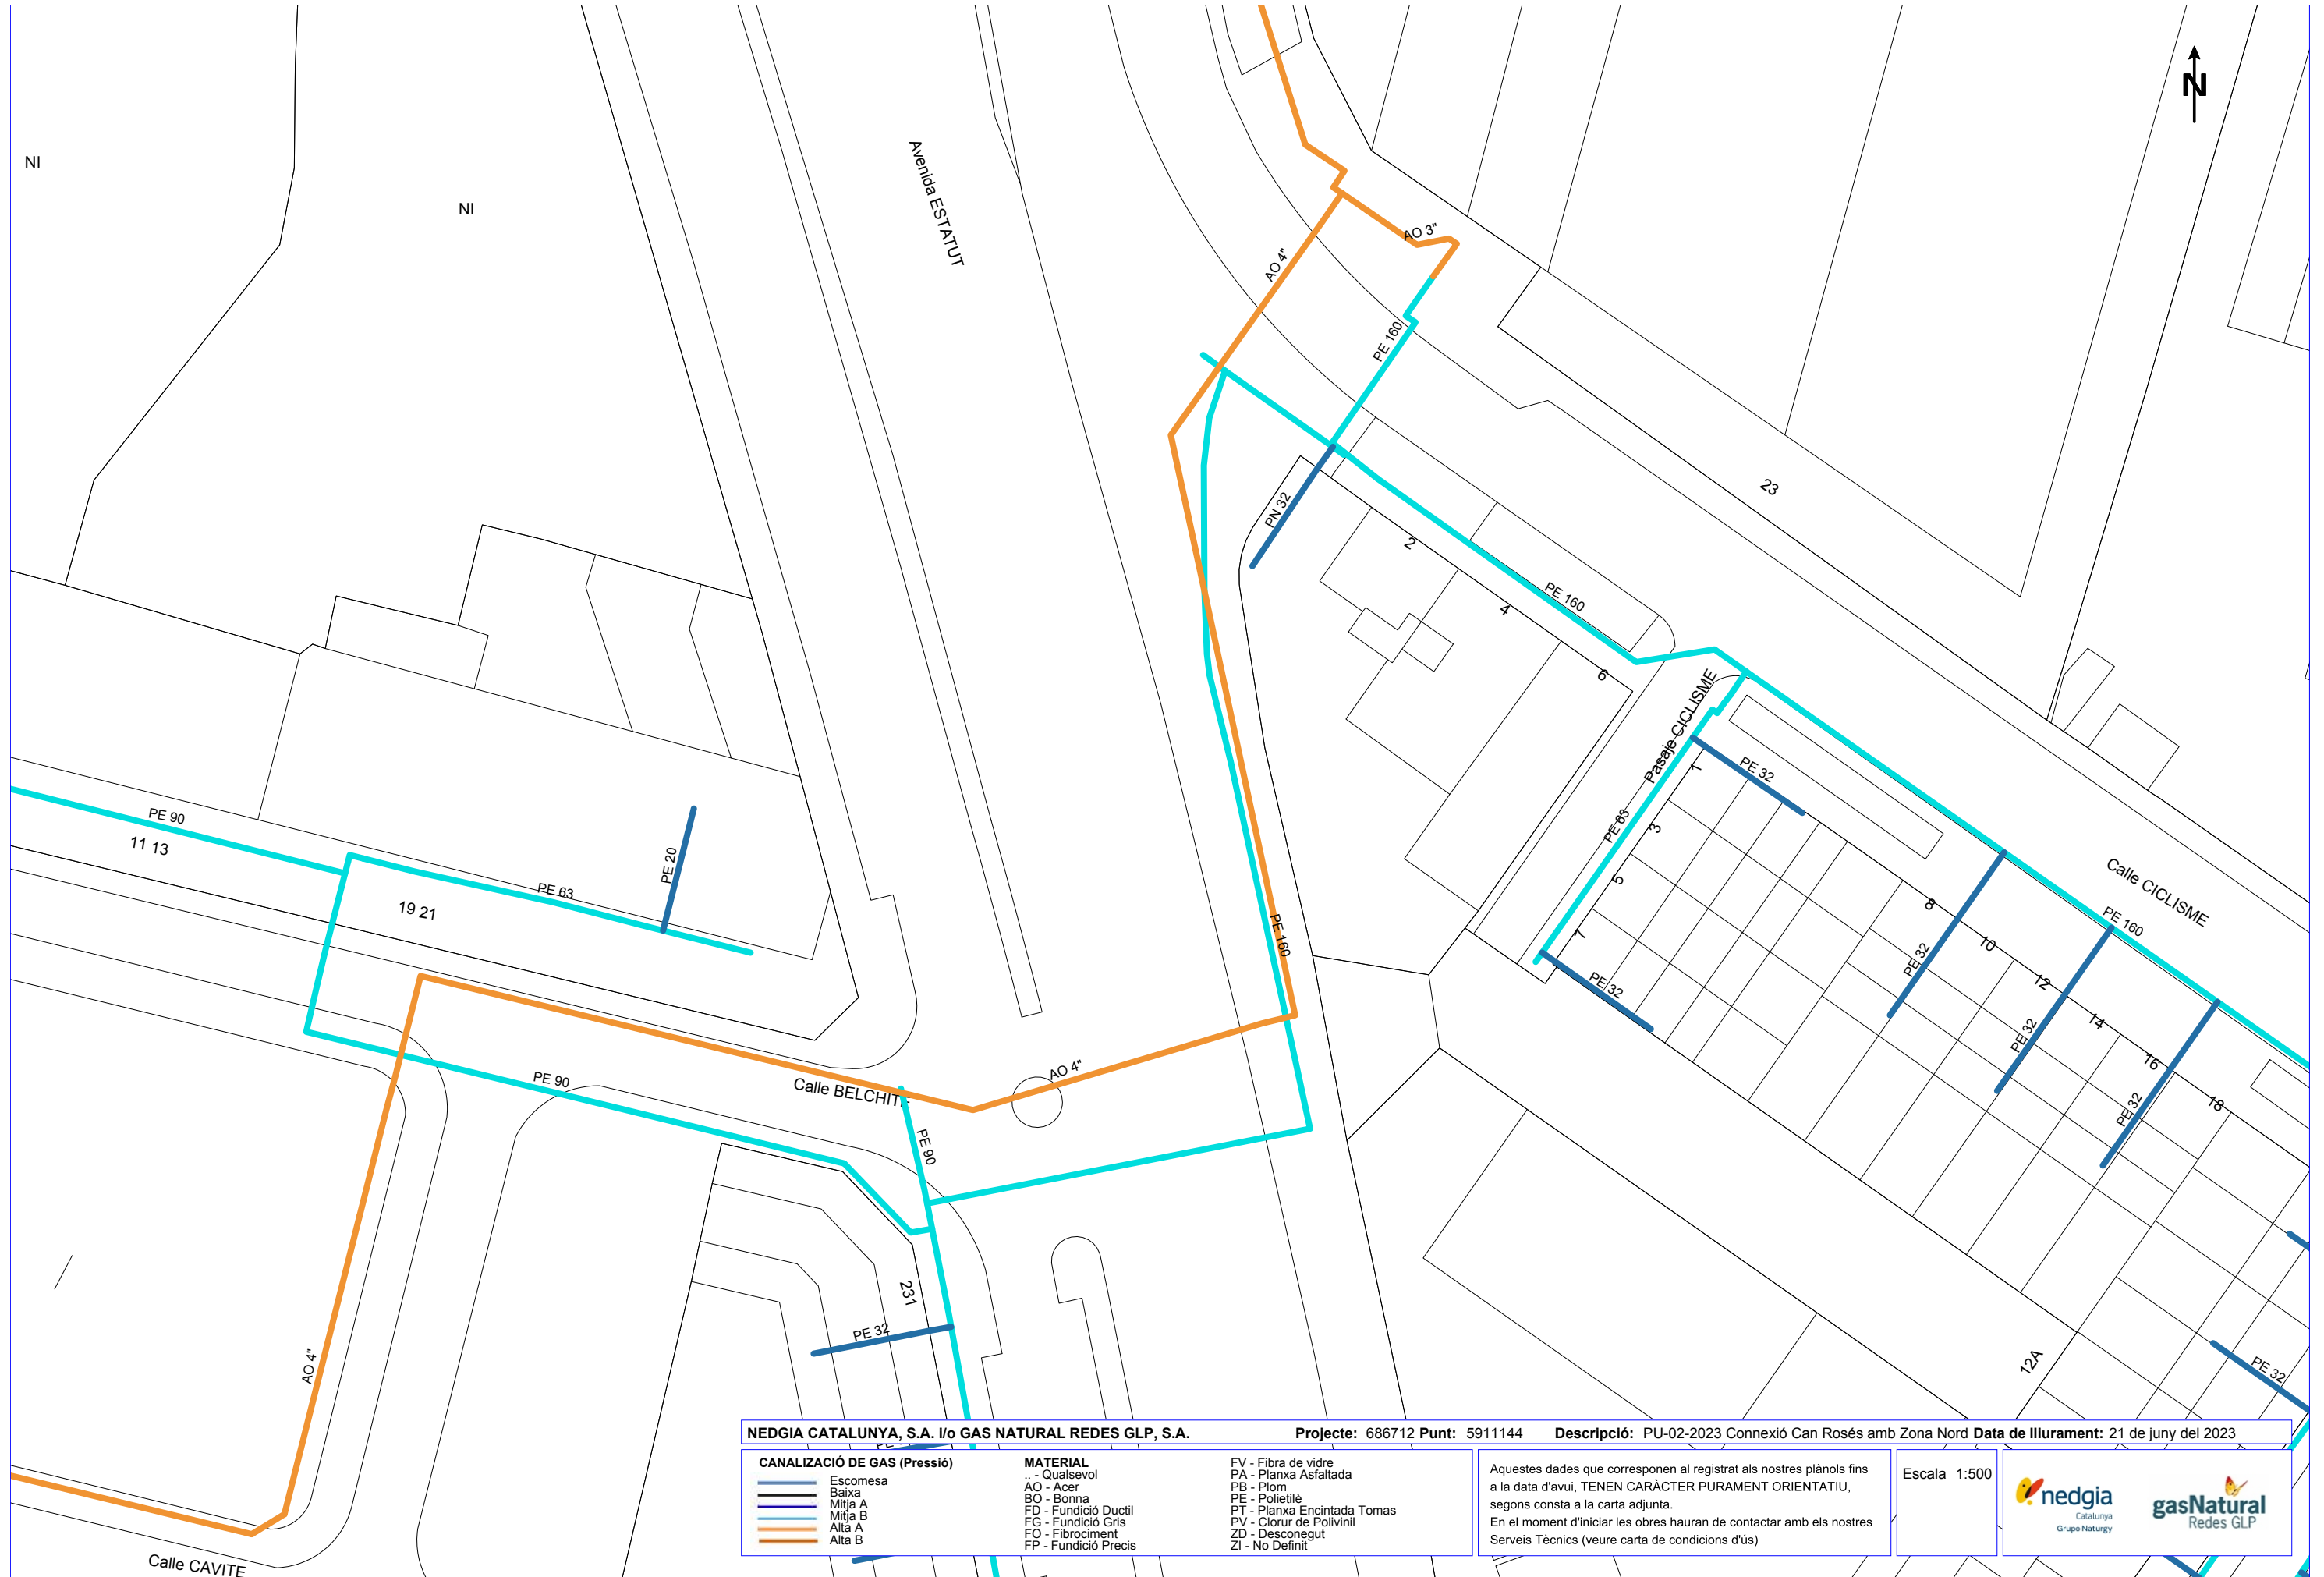 N
NI
NI
Avenida ESTATUT
AO 3"
AO 4"
PE 160
PN 32
23
2
4
6
PE 160
Pasaje CICLISME
PE 32
1
3
5
7
PE 63
PE 32
Calle CICLISME
PE 160
8
10
12
14
16
18
PE 32
PE 32
PE 32
12A
PE 32
PE 90
11 13
19 21
PE 63
PE 20
PE 160
AO 4"
Calle BELCHITE
PE 90
PE 90
231
PE 32
AO 4"
Calle CAVITE
NEDGIA CATALUNYA, S.A. i/o GAS NATURAL REDES GLP, S.A. Projecte: 686712 Punt: 5911144 Descripció: PU-02-2023 Connexió Can Rosés amb Zona Nord Data de lliurament: 21 de juny del 2023
CANALIZACIÓ DE GAS (Pressió)
Escomesa
Baixa
Mitja A
Mitja B
Alta A
Alta B
MATERIAL
.. - Qualsevol
AO - Acer
BO - Bonna
FD - Fundició Ductil
FG - Fundició Gris
FO - Fibrociment
FP - Fundició Precis
FV - Fibra de vidre
PA - Planxa Asfaltada
PB - Plom
PE - Polietilè
PT - Planxa Encintada Tomas
PV - Clorur de Polivinil
ZD - Desconegut
ZI - No Definit
Aquestes dades que corresponen al registrat als nostres plànols fins
a la data d'avui, TENEN CARÀCTER PURAMENT ORIENTATIU,
segons consta a la carta adjunta.
En el moment d'iniciar les obres hauran de contactar amb els nostres
Serveis Tècnics (veure carta de condicions d'ús)
Escala 1:500
nedgia
Catalunya
Grupo Naturgy
gasNatural
Redes GLP